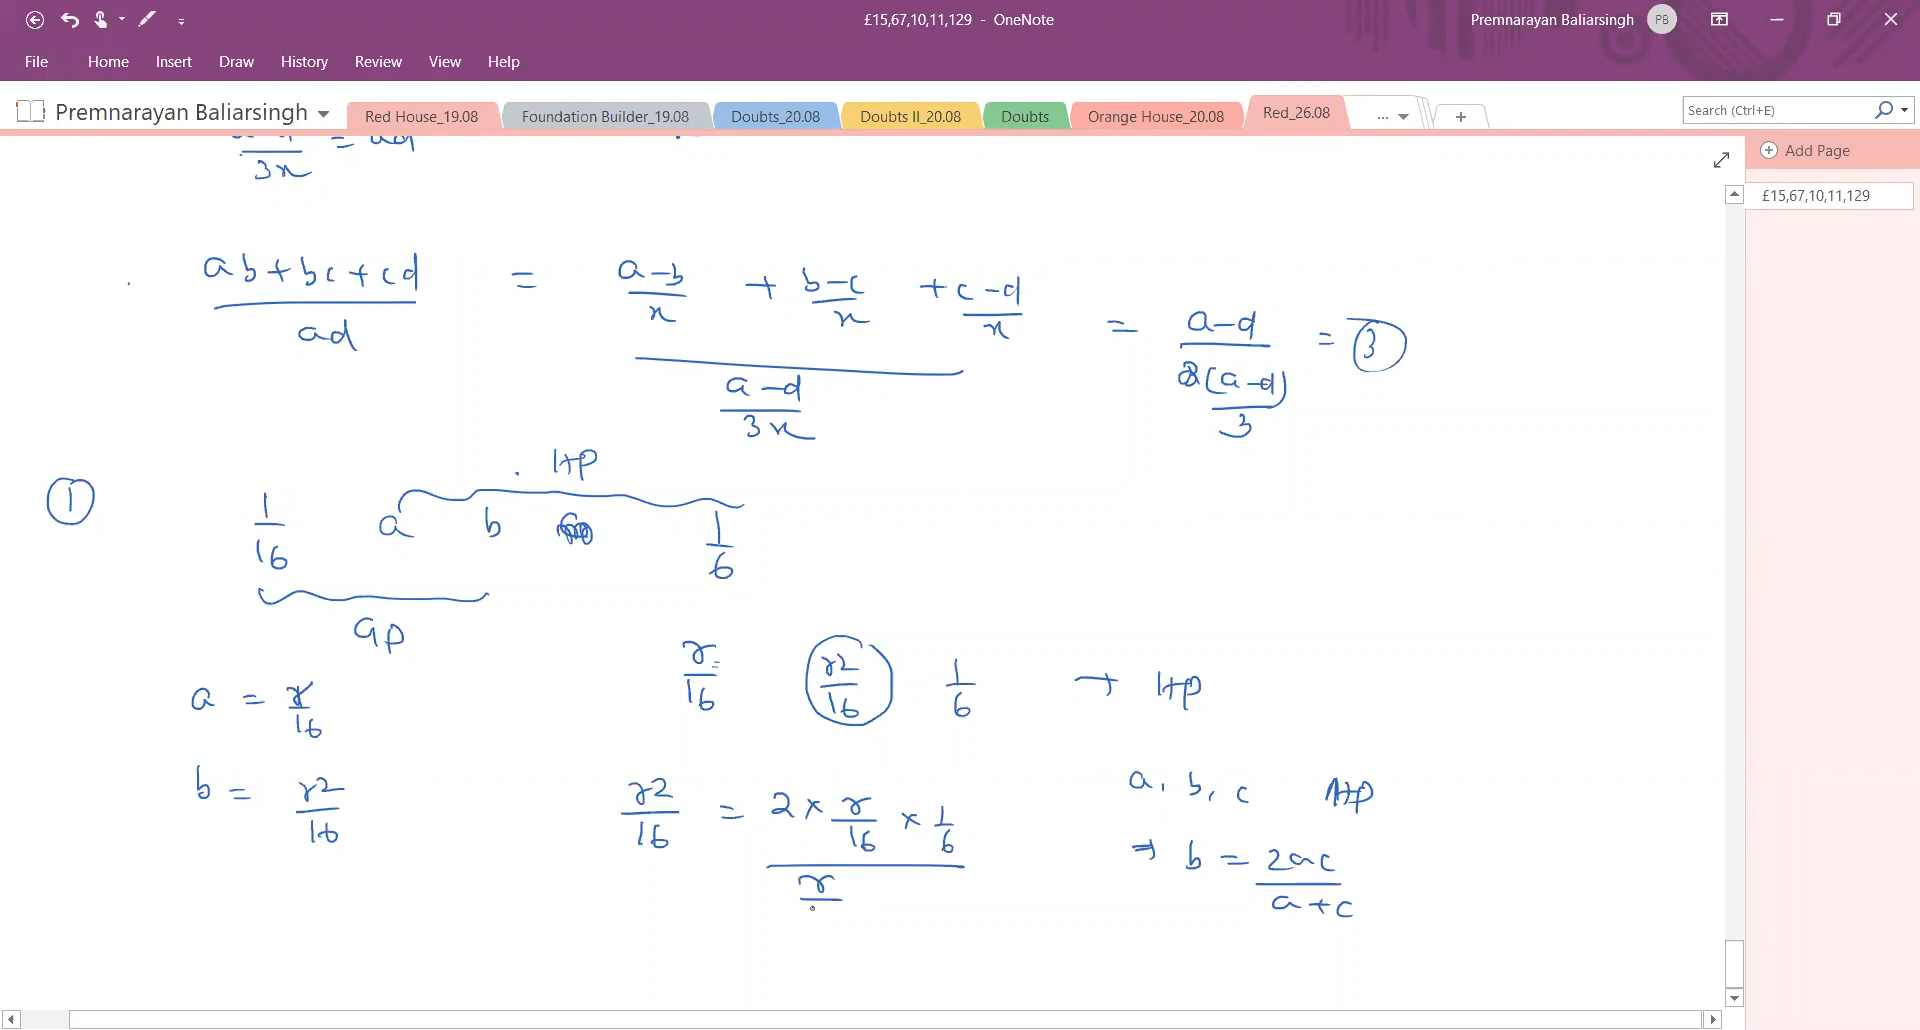 £15,67,10,11,129 - OneNote
Premnarayan Baliarsingh PB
File Home Insert Draw History Review View Help
Premnarayan Baliarsingh
Red House_19.08 Foundation Builder_19.08 Doubts_20.08 Doubts II_20.08 Doubts Orange House_20.08 Red_26.08 ... +
Search (Ctrl+E)
Add Page
£15,67,10,11,129
/3x = ad
(ab+bc+cd)/ad = ((a-b)/x + (b-c)/x + (c-d)/x)/((a-d)/3x) = (a-d)/((a-d)/3) = 3
HP
1 1/16 a b 1/6
GP
r/16 r2/16 1/6 → HP
a = r/16
b = r2/16
r2/16 = 2 × r/16 × 1/6
r
a, b, c HP
⇒ b = 2ac/(a+c)